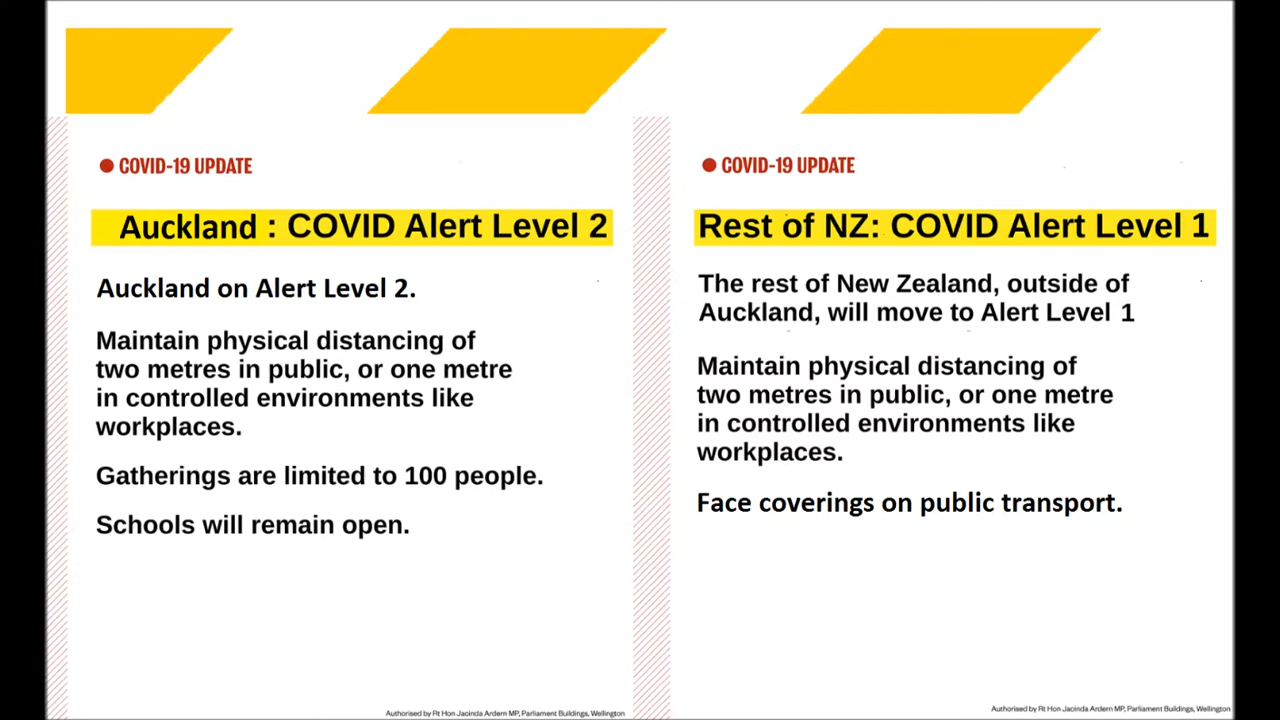 COVID-19 UPDATE
Auckland : COVID Alert Level 2
Auckland on Alert Level 2.
Maintain physical distancing of
two metres in public, or one metre
in controlled environments like
workplaces.
Gatherings are limited to 100 people.
Schools will remain open.
Authorised by Rt Hon Jacinda Ardern MP, Parliament Buildings, Wellington
COVID-19 UPDATE
Rest of NZ: COVID Alert Level 1
The rest of New Zealand, outside of
Auckland, will move to Alert Level 1
Maintain physical distancing of
two metres in public, or one metre
in controlled environments like
workplaces.
Face coverings on public transport.
Authorised by Rt Hon Jacinda Ardern MP, Parliament Buildings, Wellington